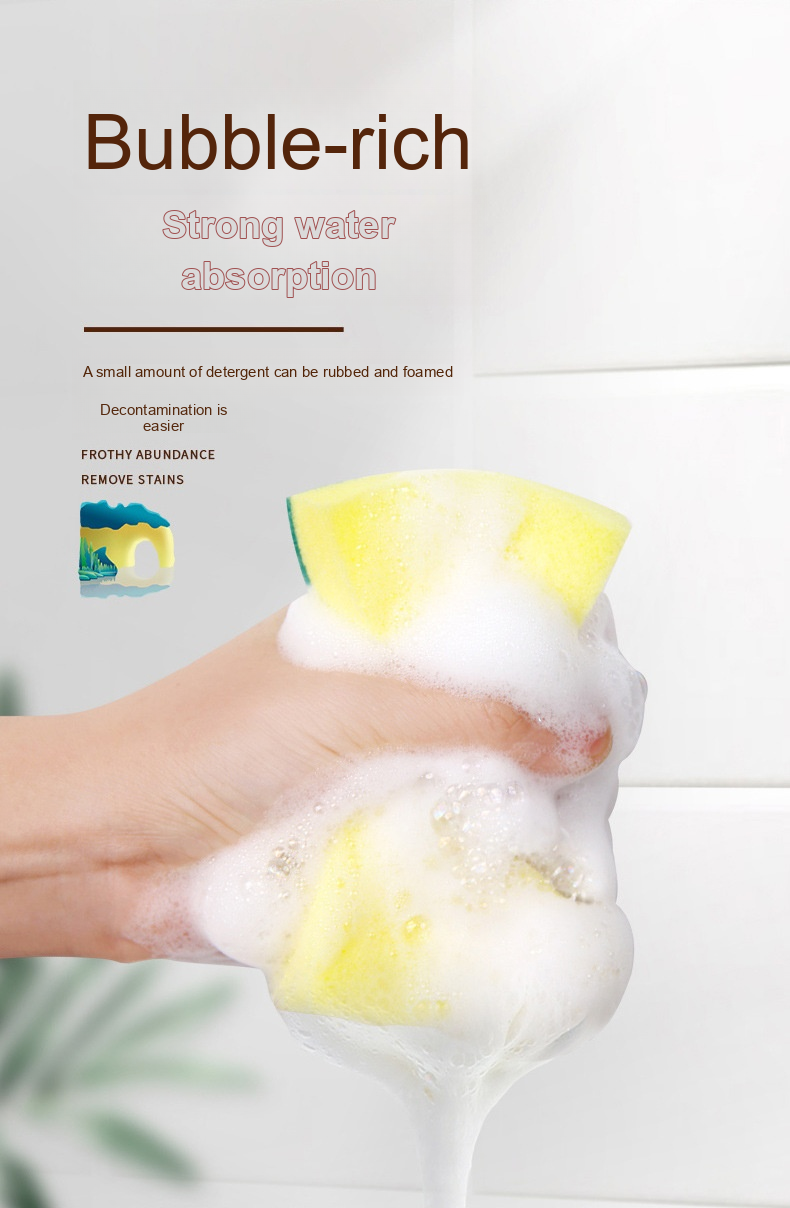 Bubble-rich
Strong water
absorption
A small amount of detergent can be rubbed and foamed
Decontamination is
easier
FROTHY ABUNDANCE
REMOVE STAINS